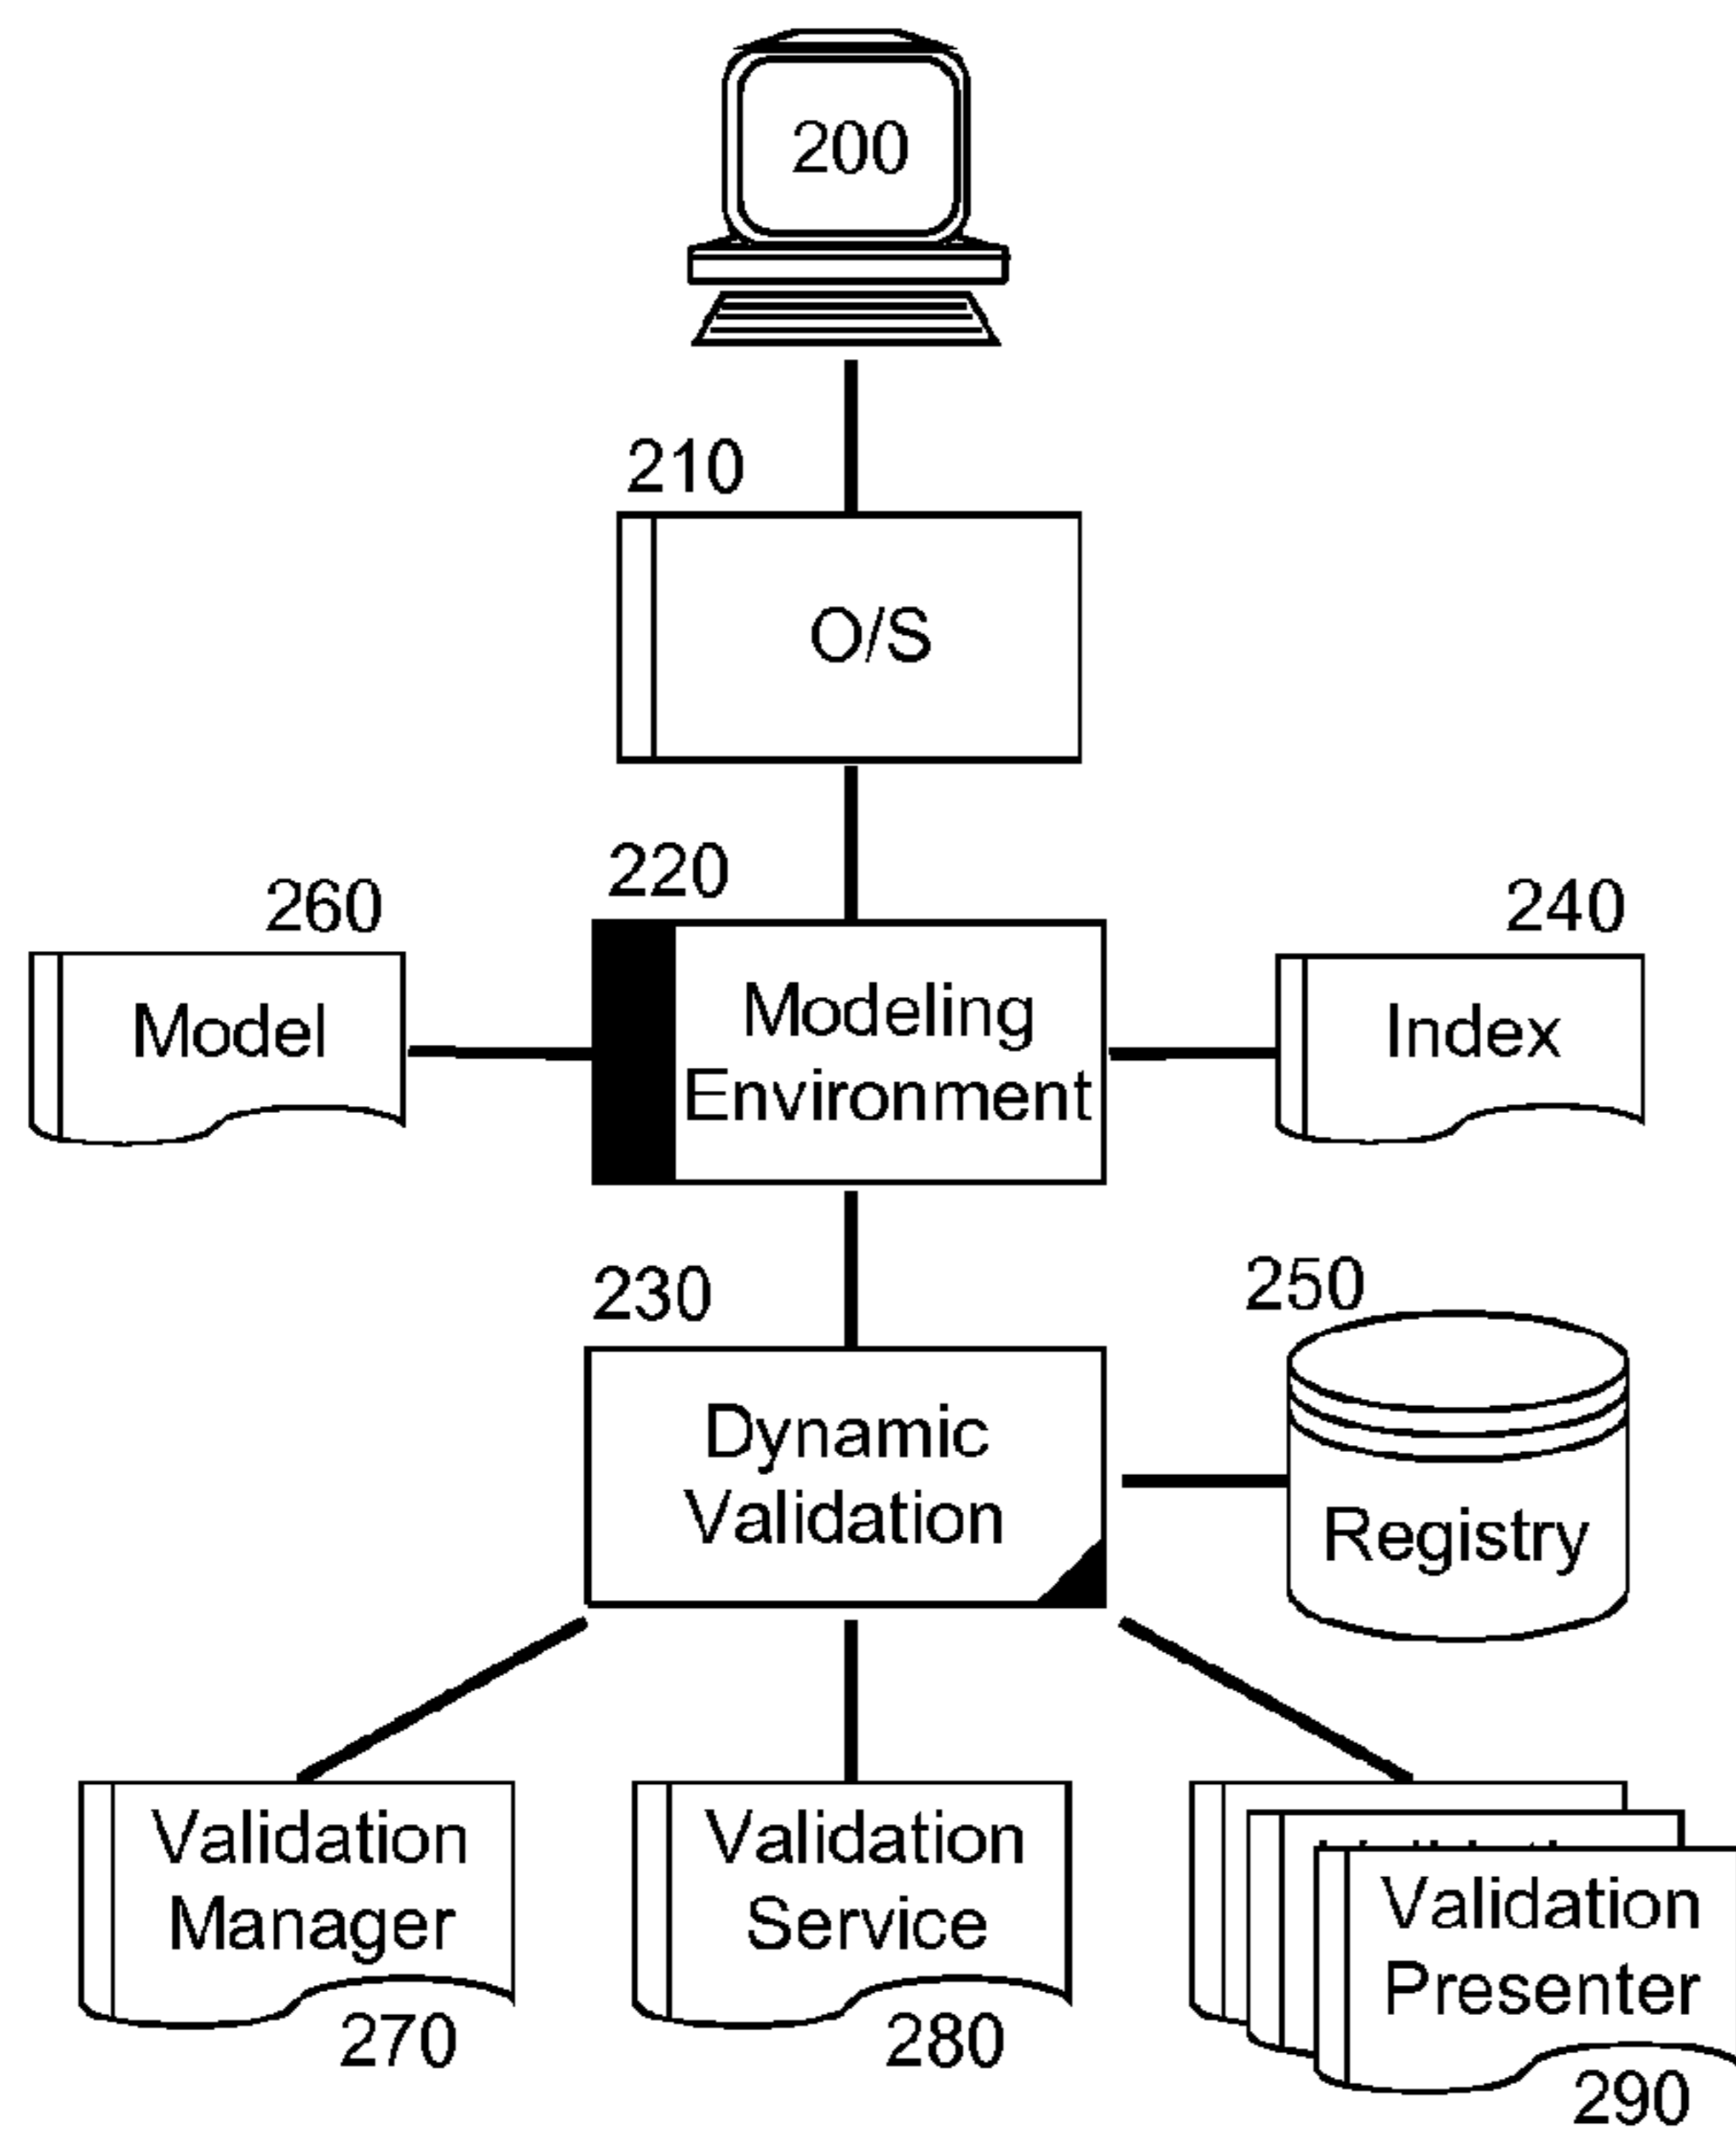 200
210
O/S
220
260
240
Modeling
Environment
Model
Index
230
250
Dynamic
Validation
Registry
Validation
Manager
270
Validation
Service
280
Validation
Presenter
290